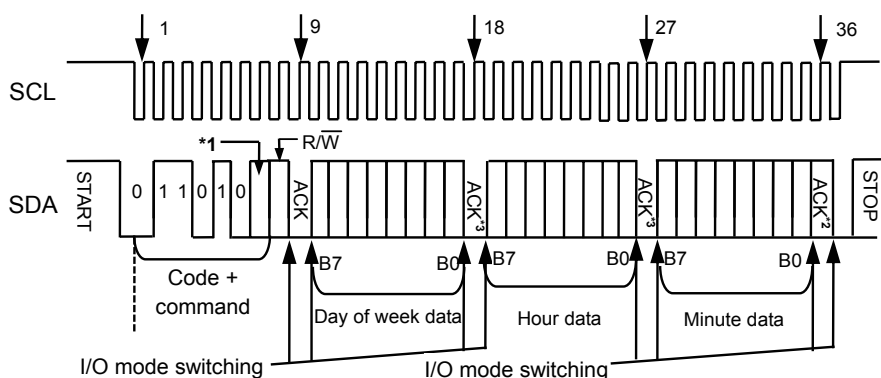 1 9 18 27 36
SCL
*1 R/W̅
SDA START 0 1 1 0 1 0 ACK ACK*3 ACK*3 ACK*2 STOP
B7 B0 B7 B0 B7 B0
Code +
command
Day of week data Hour data Minute data
I/O mode switching I/O mode switching